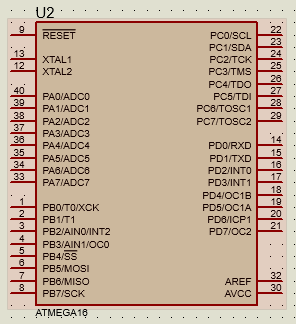 U2
9 RESET PC0/SCL 22
PC1/SDA 23
13 XTAL1 PC2/TCK 24
12 XTAL2 PC3/TMS 25
PC4/TDO 26
40 PA0/ADC0 PC5/TDI 27
39 PA1/ADC1 PC6/TOSC1 28
38 PA2/ADC2 PC7/TOSC2 29
37 PA3/ADC3
36 PA4/ADC4 PD0/RXD 14
35 PA5/ADC5 PD1/TXD 15
34 PA6/ADC6 PD2/INT0 16
33 PA7/ADC7 PD3/INT1 17
PD4/OC1B 18
1 PB0/T0/XCK PD5/OC1A 19
2 PB1/T1 PD6/ICP1 20
3 PB2/AIN0/INT2 PD7/OC2 21
4 PB3/AIN1/OC0
5 PB4/SS
6 PB5/MOSI
7 PB6/MISO AREF 32
8 PB7/SCK AVCC 30
ATMEGA16